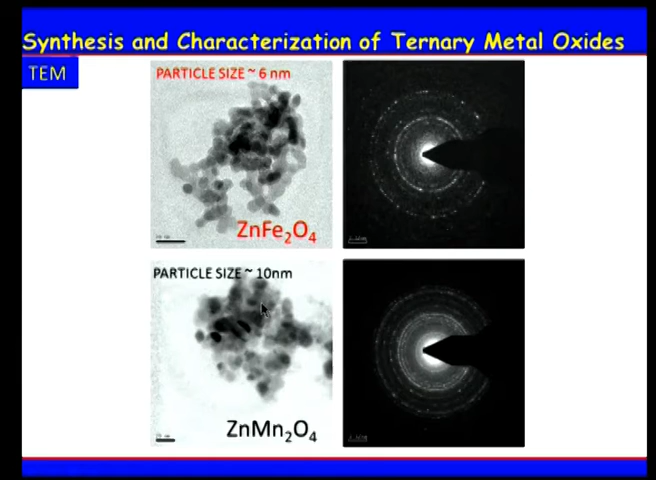 Synthesis and Characterization of Ternary Metal Oxides
TEM
PARTICLE SIZE ~ 6 nm
ZnFe₂O₄
PARTICLE SIZE ~ 10nm
ZnMn₂O₄